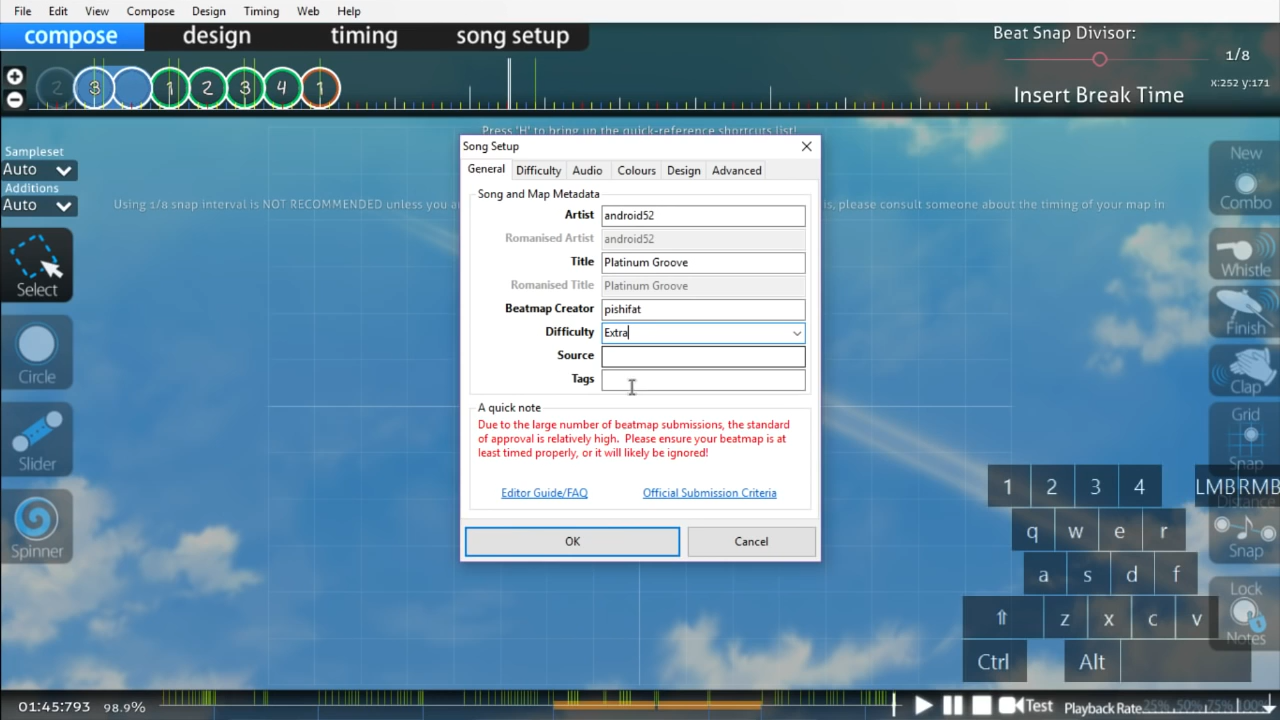 File Edit View Compose Design Timing Web Help
compose design timing song setup
Beat Snap Divisor:
1/8
x:252 y:171
Insert Break Time
2 3 1 2 3 4 1
Press 'H' to bring up the quick-reference shortcuts list!
Using 1/8 snap interval is NOT RECOMMENDED unless you
is, please consult someone about the timing of your map in
Sampleset
Auto
Additions
Auto
Select
Circle
Slider
Spinner
Song Setup
General Difficulty Audio Colours Design Advanced
Song and Map Metadata
Artist android52
Romanised Artist android52
Title Platinum Groove
Romanised Title Platinum Groove
Beatmap Creator pishifat
Difficulty Extra
Source
Tags
A quick note
Due to the large number of beatmap submissions, the standard
of approval is relatively high. Please ensure your beatmap is at
least timed properly, or it will likely be ignored!
Editor Guide/FAQ Official Submission Criteria
OK Cancel
New
Combo
Whistle
Finish
Clap
Grid
Snap
Distance
Snap
Lock
Notes
1 2 3 4 LMB RMB
q w e r
a s d f
⇧ z x c v
Ctrl Alt
01:45:793 98.9%
Test Playback Rate 25% 50% 75% 100%